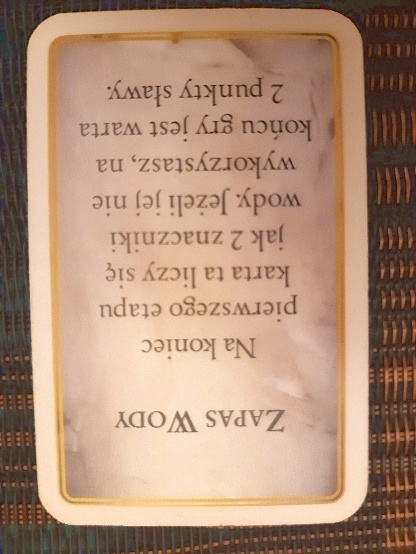 ZAPAS WODY
Na koniec
pierwszego etapu
karta ta liczy się
jak 2 znaczniki
wody. Jeżeli jej nie
wykorzystasz, na
końcu gry jest warta
2 punkty sławy.